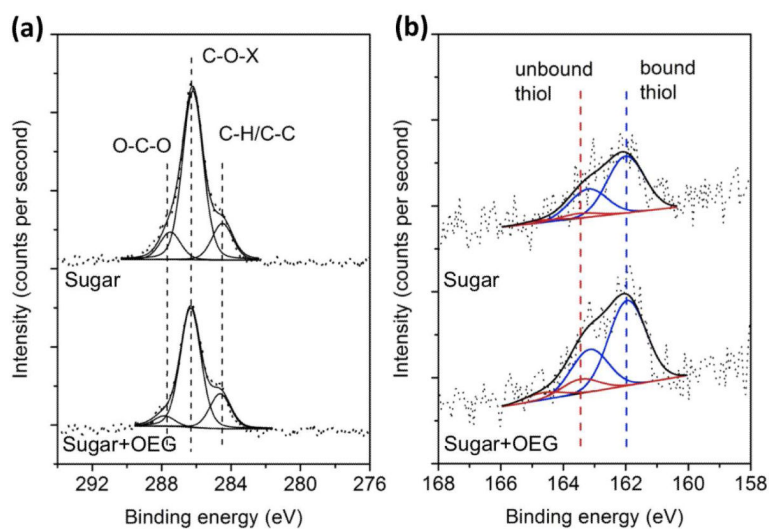 (a)
C-O-X
O-C-O
C-H/C-C
Sugar
Sugar+OEG
Intensity (counts per second)
292 288 284 280 276
Binding energy (eV)
(b)
unbound
thiol
bound
thiol
Sugar
Sugar+OEG
Intensity (counts per second)
168 166 164 162 160 158
Binding energy (eV)